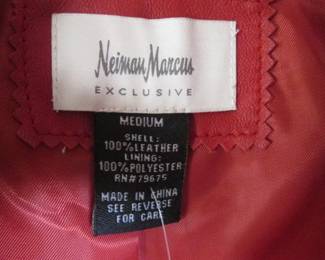 Neiman Marcus
EXCLUSIVE
MEDIUM
SHELL:
100%LEATHER
LINING:
100%POLYESTER
RN#79675
MADE IN CHINA
SEE REVERSE
FOR CARE